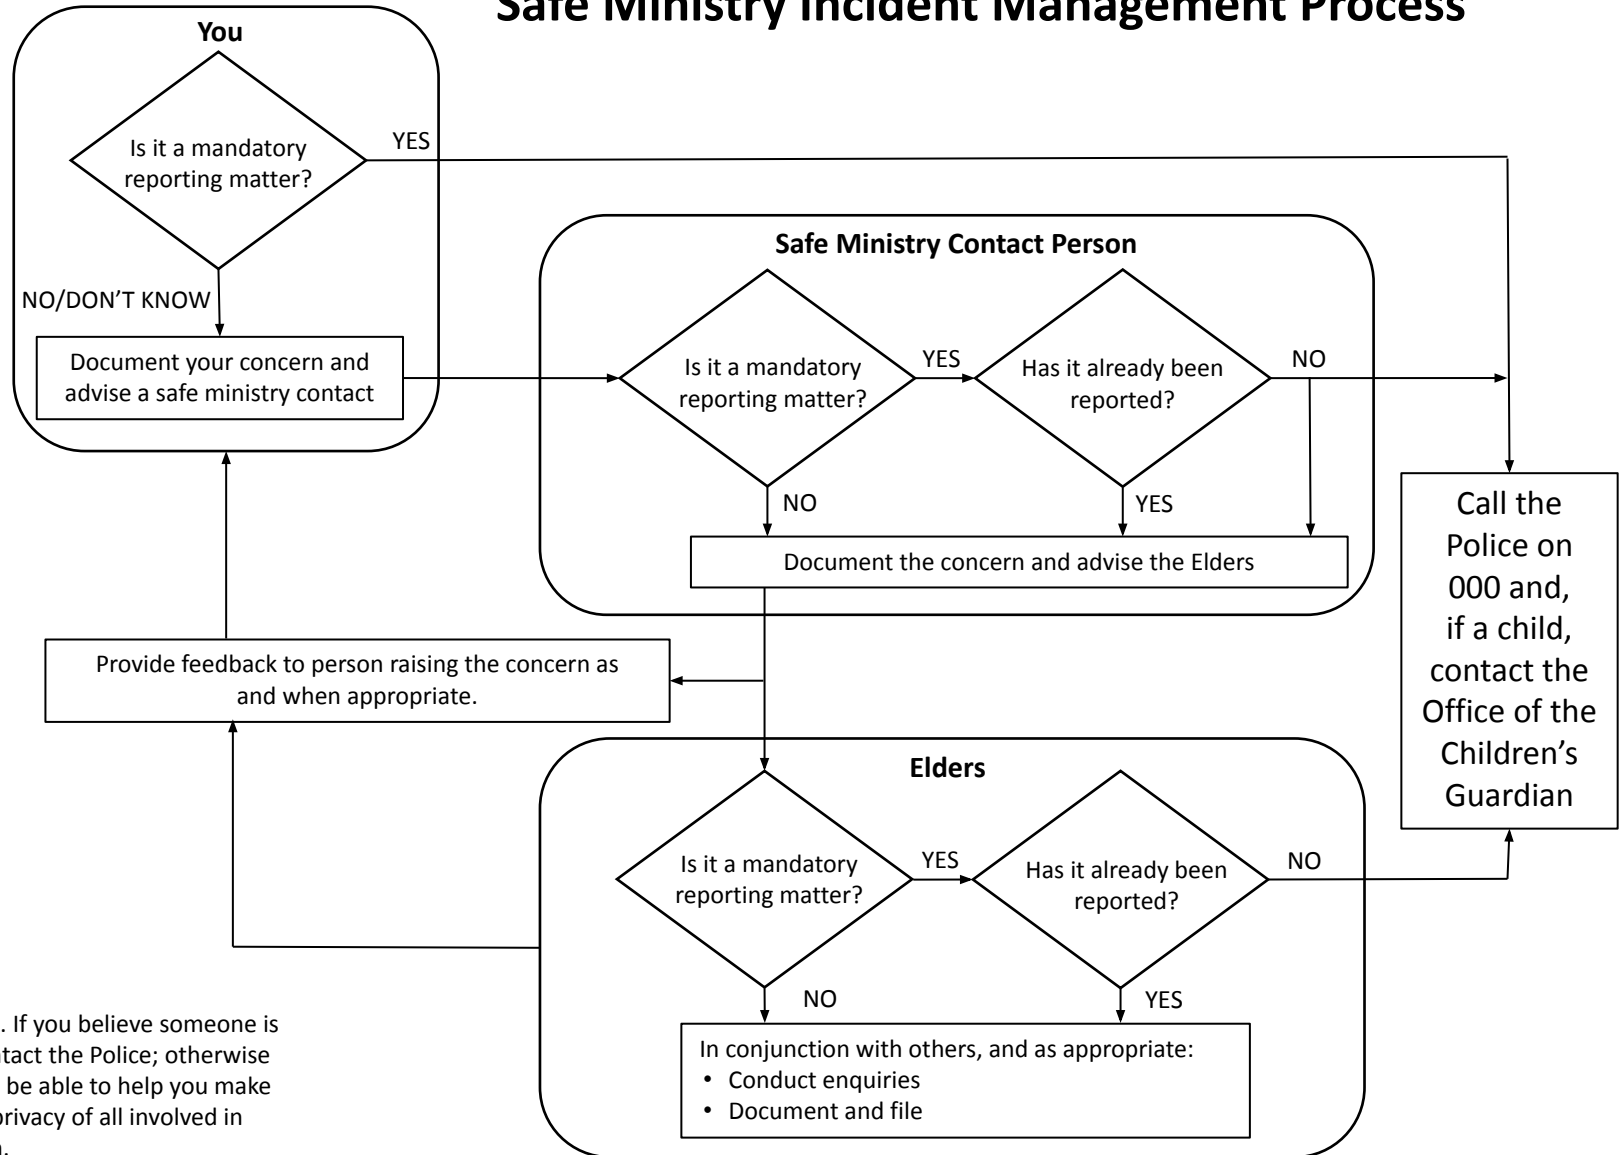 Safe Ministry Incident Management Process
You
Is it a mandatory
reporting matter?
YES
NO/DON’T KNOW
Document your concern and
advise a safe ministry contact
Safe Ministry Contact Person
Is it a mandatory
reporting matter?
YES
Has it already been
reported?
NO
NO
YES
Document the concern and advise the Elders
Call the
Police on
000 and,
if a child,
contact the
Office of the
Children’s
Guardian
Provide feedback to person raising the concern as
and when appropriate.
Elders
Is it a mandatory
reporting matter?
YES
Has it already been
reported?
NO
NO
YES
In conjunction with others, and as appropriate:
• Conduct enquiries
• Document and file
. If you believe someone is
the Police; otherwise
be able to help you make
privacy of all involved in